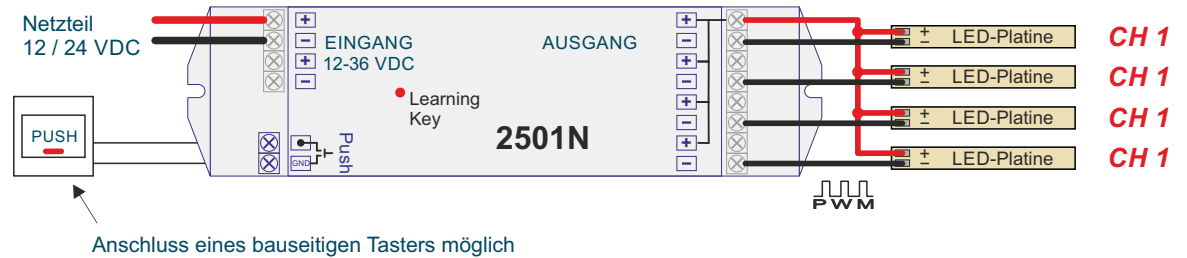 Netzteil
12 / 24 VDC
+
−
+
−
EINGANG
12-36 VDC
AUSGANG
+
−
+
−
+
−
+
−
Learning
Key
2501N
PUSH
GND
Push
+
−
LED-Platine
CH 1
+
−
LED-Platine
CH 1
+
−
LED-Platine
CH 1
+
−
LED-Platine
CH 1
PWM
Anschluss eines bauseitigen Tasters möglich